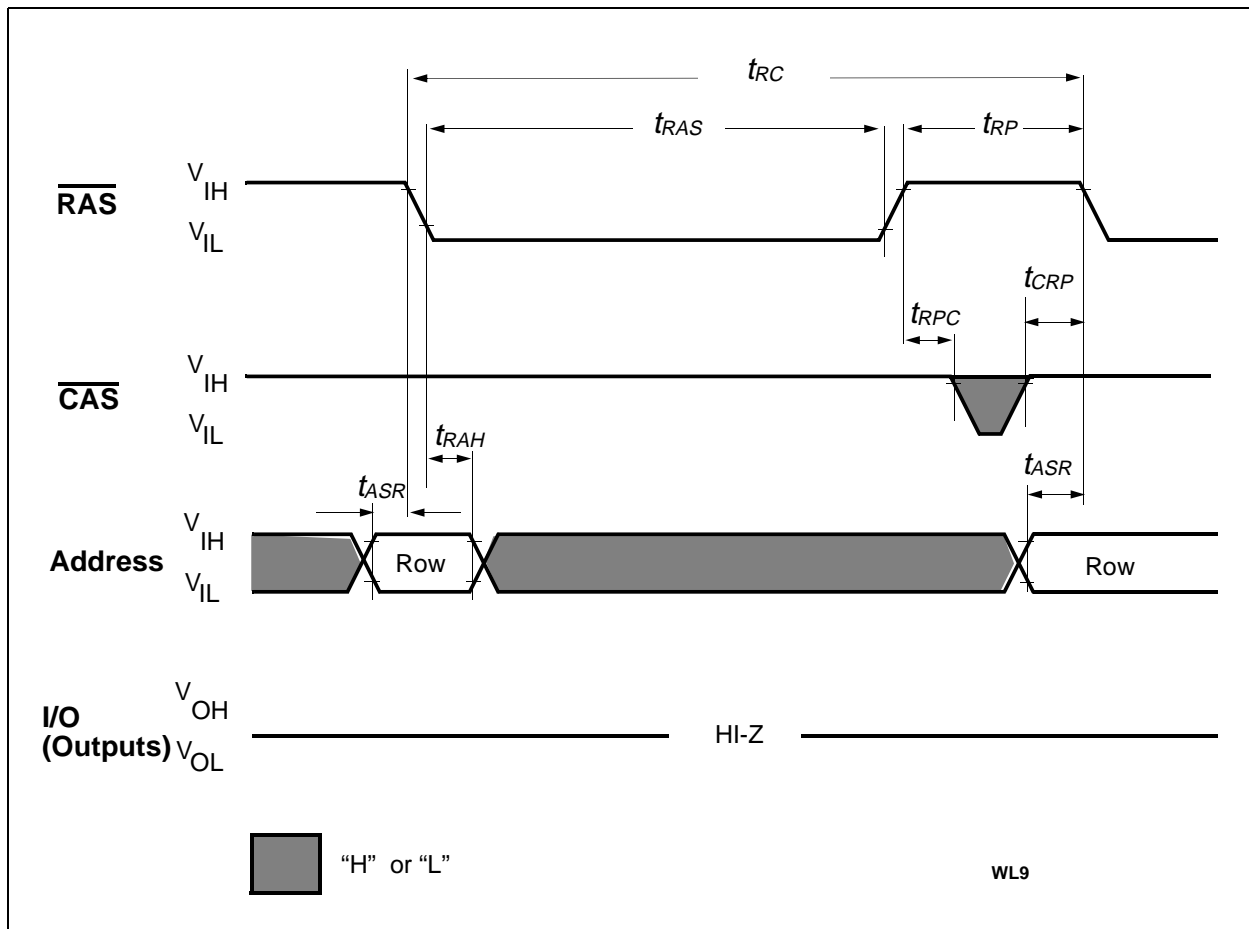 tRC
tRAS
tRP
RAS
VIH
VIL
tCRP
tRPC
CAS
VIH
VIL
tRAH
tASR
tASR
Address
VIH
VIL
Row
Row
I/O
(Outputs)
VOH
VOL
HI-Z
“H” or “L”
WL9